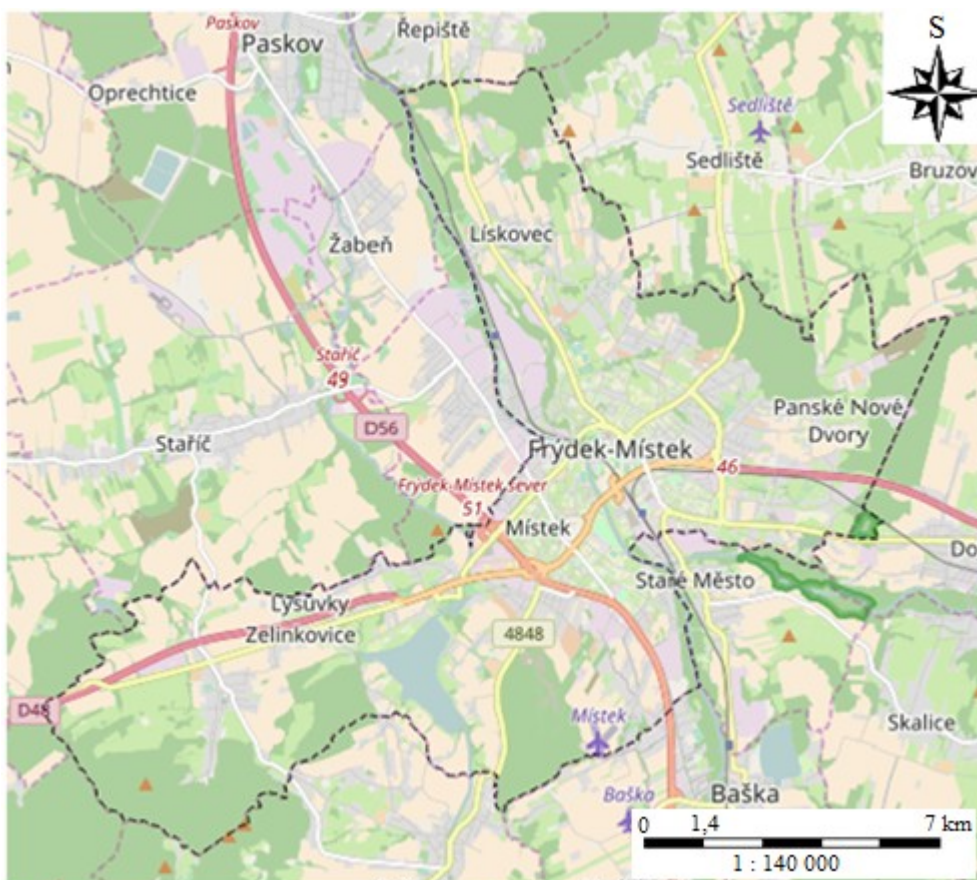 Paskov
Paskov
Řepiště
S
Oprechtice
Sedliště
Sedliště
Bruzov
Žabeň
Lískovec
Staříč
49
D56
Panské Nové
Dvory
Staříč
Frýdek-Místek
46
Frýdek-Místek Sever
51
Místek
Do
Staré Město
Lysůvky
Zelinkovice
4848
D48
Místek
Skalice
Baška
Baška
0 1,4 7 km
1 : 140 000